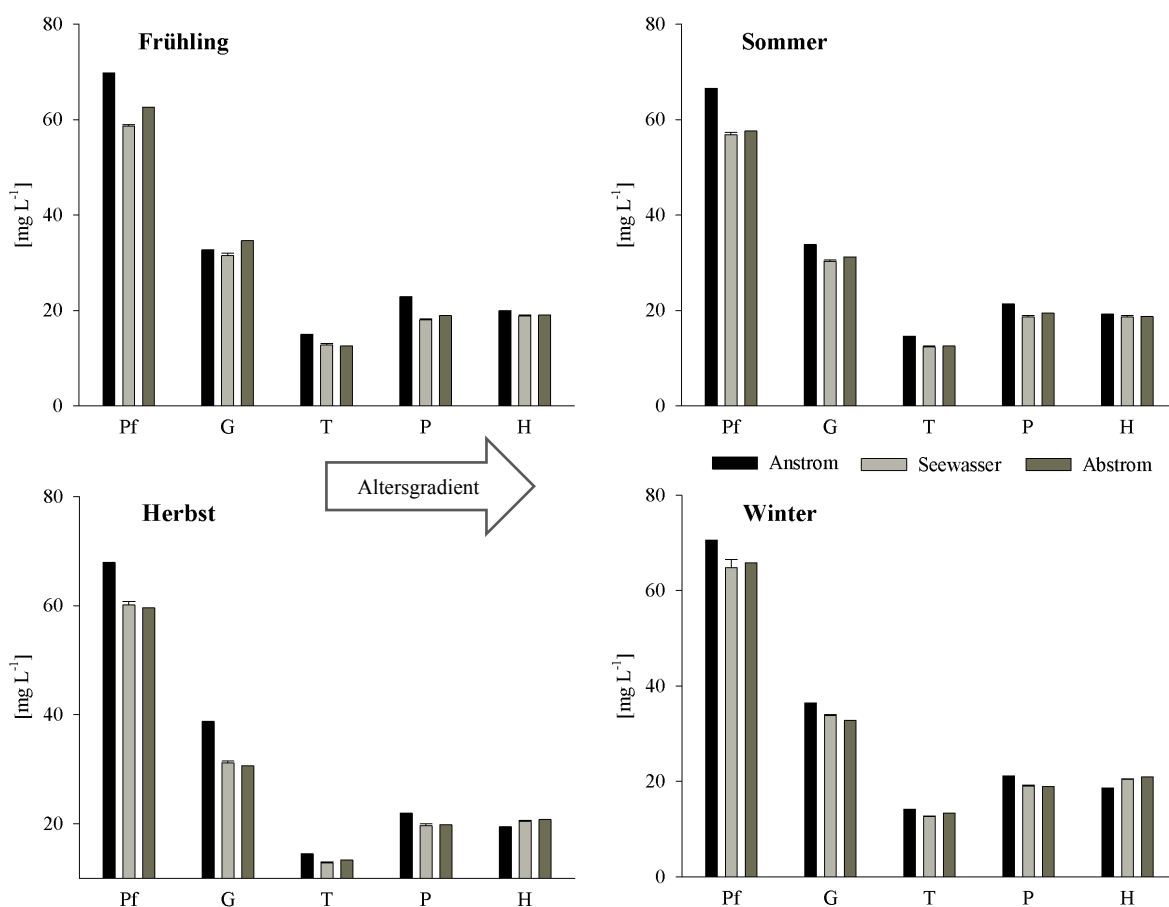 Frühling
[mg L⁻¹]
80
60
40
20
0
Pf G T P H
Sommer
[mg L⁻¹]
80
60
40
20
0
Pf G T P H
Anstrom Seewasser Abstrom
Altersgradient
Herbst
[mg L⁻¹]
80
60
40
20
Pf G T P H
Winter
[mg L⁻¹]
80
60
40
20
0
Pf G T P H